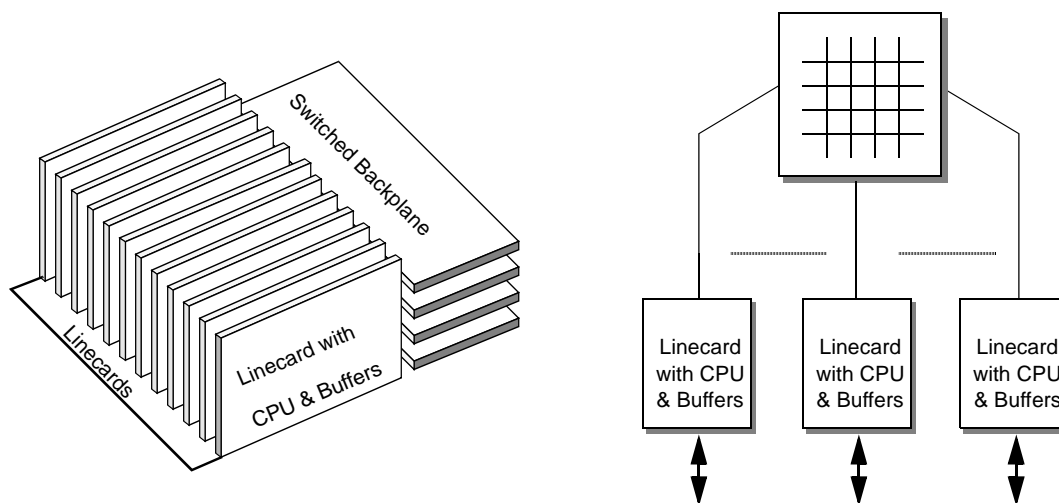 Switched Backplane
Linecards
Linecard with
CPU & Buffers
Linecard
with CPU
& Buffers
Linecard
with CPU
& Buffers
Linecard
with CPU
& Buffers